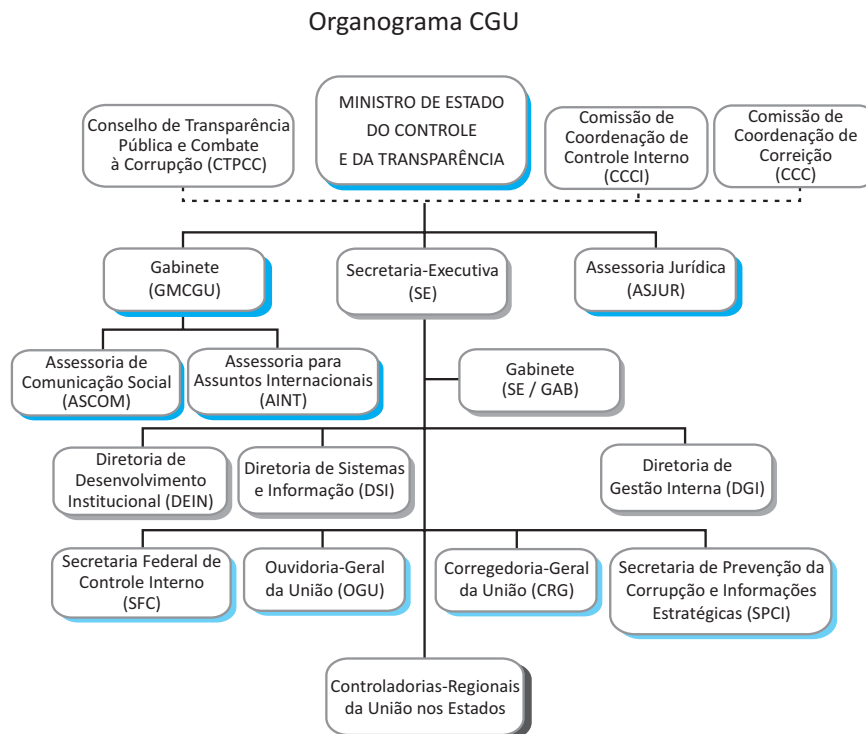 Organograma CGU
Conselho de Transparência
Pública e Combate
à Corrupção (CTPCC)
MINISTRO DE ESTADO
DO CONTROLE
E DA TRANSPARÊNCIA
Comissão de
Coordenação de
Controle Interno
(CCCI)
Comissão de
Coordenação de
Correição
(CCC)
Gabinete
(GMCGU)
Secretaria-Executiva
(SE)
Assessoria Jurídica
(ASJUR)
Assessoria de
Comunicação Social
(ASCOM)
Assessoria para
Assuntos Internacionais
(AINT)
Gabinete
(SE / GAB)
Diretoria de
Desenvolvimento
Institucional (DEIN)
Diretoria de Sistemas
e Informação (DSI)
Diretoria de
Gestão Interna (DGI)
Secretaria Federal de
Controle Interno
(SFC)
Ouvidoria-Geral
da União (OGU)
Corregedoria-Geral
da União (CRG)
Secretaria de Prevenção da
Corrupção e Informações
Estratégicas (SPCI)
Controladorias-Regionais
da União nos Estados